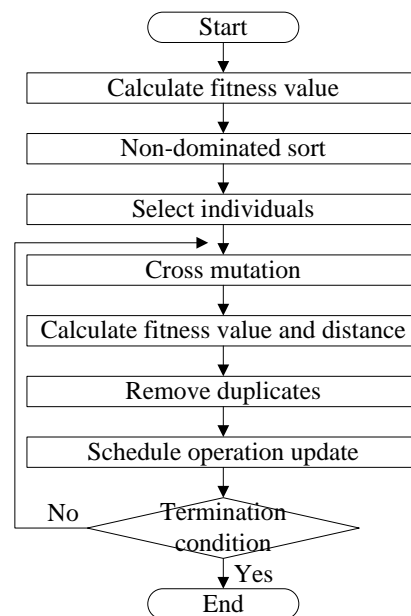 Start
Calculate fitness value
Non-dominated sort
Select individuals
Cross mutation
Calculate fitness value and distance
Remove duplicates
Schedule operation update
No
Termination
condition
Yes
End